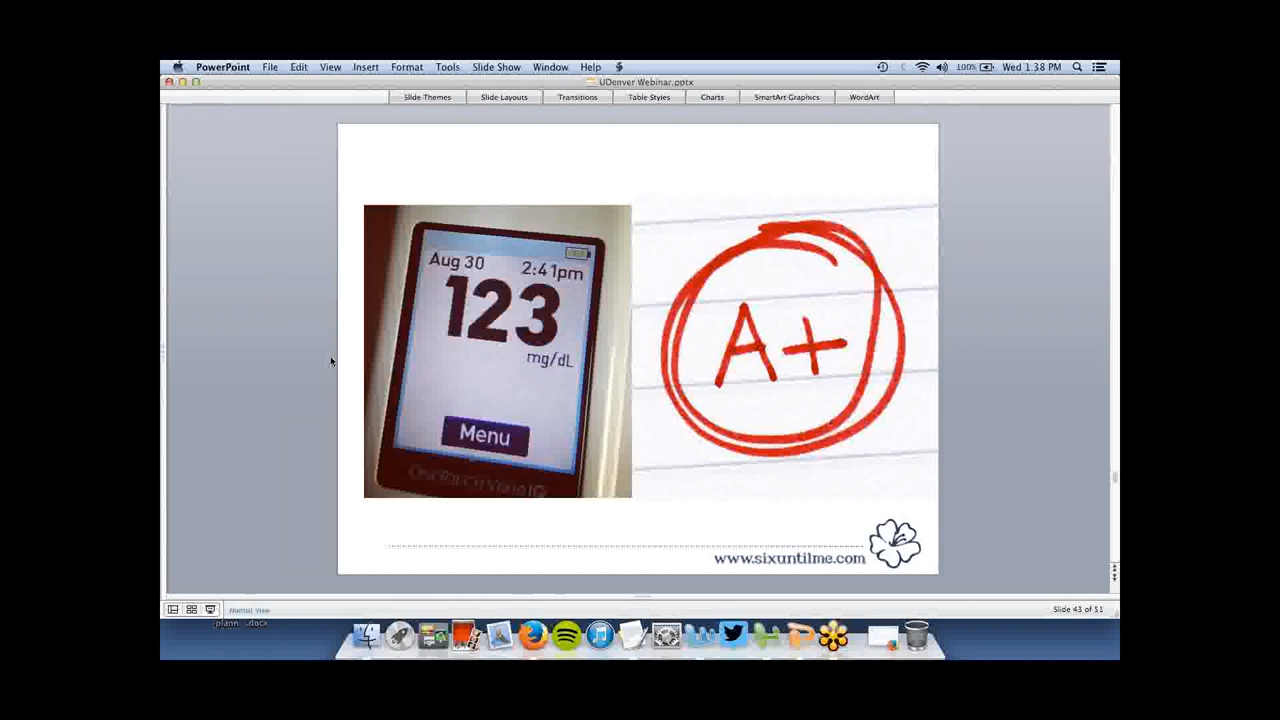 PowerPoint File Edit View Insert Format Tools Slide Show Window Help 100% Wed 1:38 PM
UDenver Webinar.pptx
Slide Themes Slide Layouts Transitions Table Styles Charts SmartArt Graphics WordArt
Aug 30 2:41pm
123
mg/dL
Menu
A+
www.sixuntilme.com
Normal View Slide 43 of 51